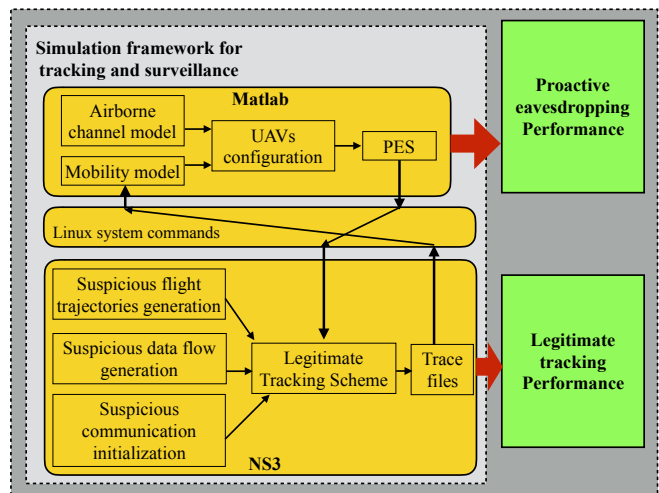 Simulation framework for
tracking and surveillance
Matlab
Airborne
channel model
Mobility model
UAVs
configuration
PES
Linux system commands
Suspicious flight
trajectories generation
Suspicious data flow
generation
Suspicious
communication
initialization
Legitimate
Tracking Scheme
Trace
files
NS3
Proactive
eavesdropping
Performance
Legitimate
tracking
Performance